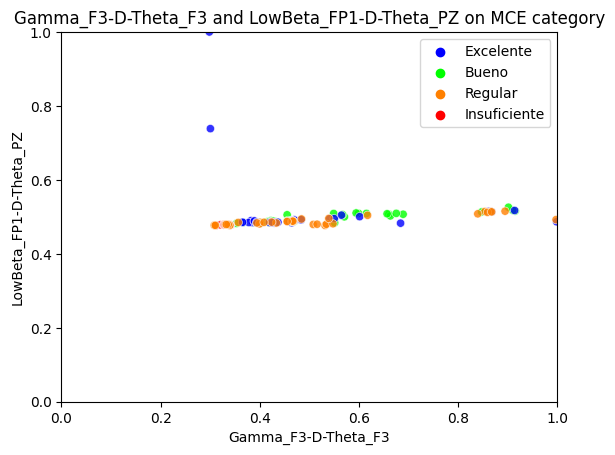 Gamma_F3-D-Theta_F3 and LowBeta_FP1-D-Theta_PZ on MCE category
1.0
0.8
0.6
0.4
0.2
0.0
LowBeta_FP1-D-Theta_PZ
Excelente
Bueno
Regular
Insuficiente
0.0 0.2 0.4 0.6 0.8 1.0
Gamma_F3-D-Theta_F3